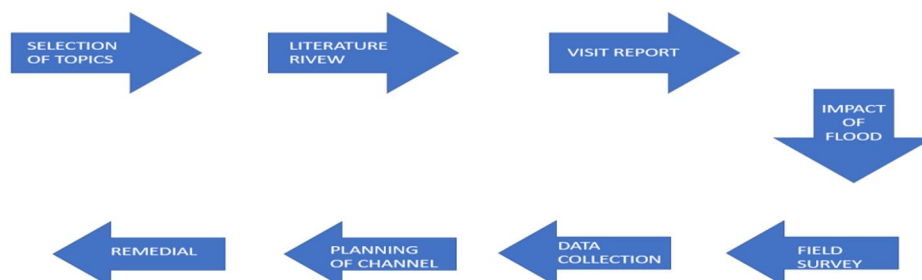 SELECTION
OF TOPICS
LITERATURE
RIVEW
VISIT REPORT
IMPACT
OF
FLOOD
FIELD
SURVEY
DATA
COLLECTION
PLANNING
OF CHANNEL
REMEDIAL